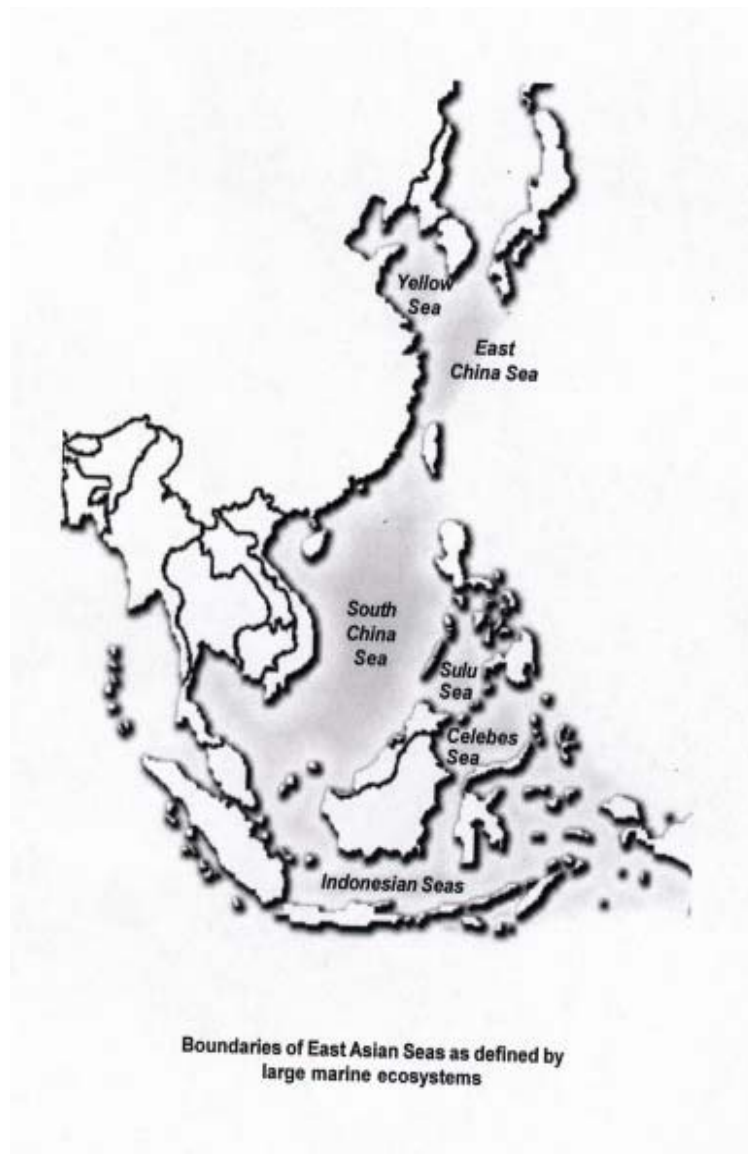 Yellow
Sea
East
China Sea
South
China
Sea
Sulu
Sea
Celebes
Sea
Indonesian Seas
Boundaries of East Asian Seas as defined by
large marine ecosystems